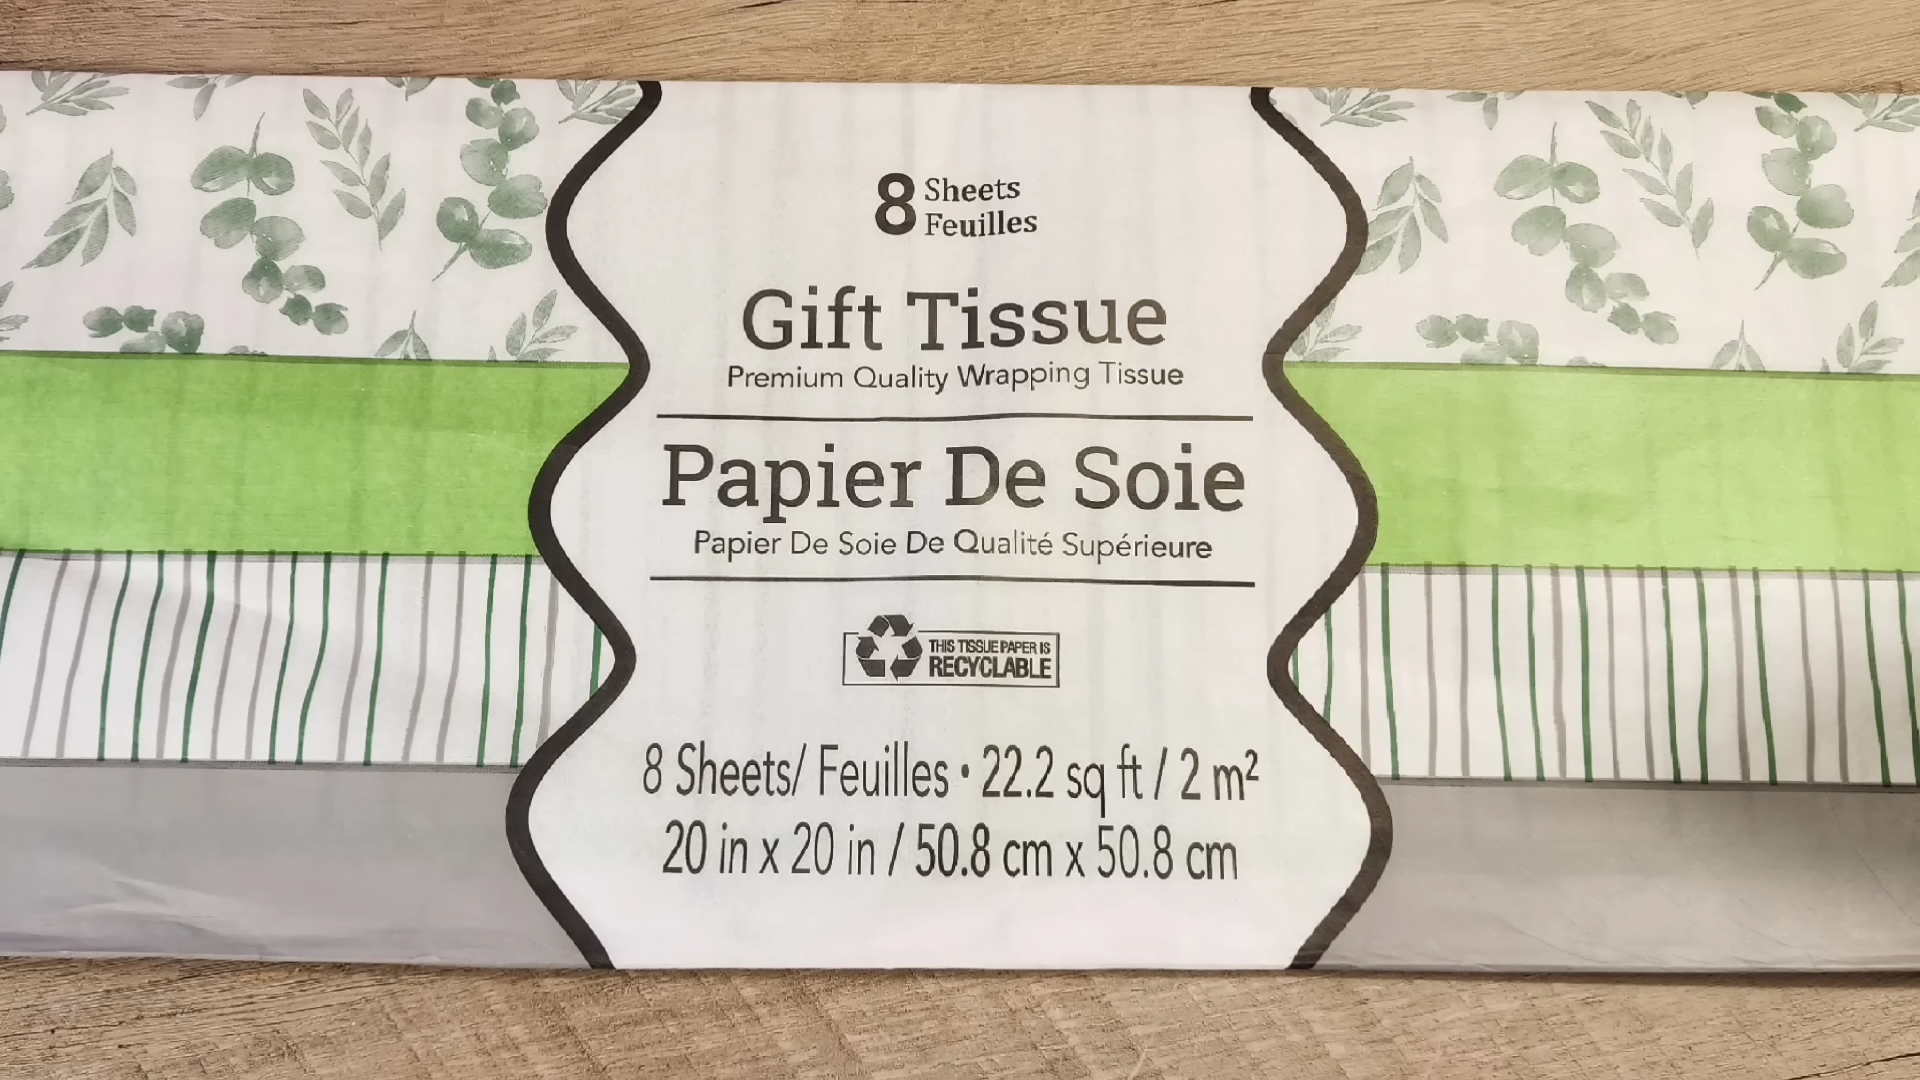 8 Sheets
Feuilles
Gift Tissue
Premium Quality Wrapping Tissue
Papier De Soie
Papier De Soie De Qualité Supérieure
THIS TISSUE PAPER IS
RECYCLABLE
8 Sheets/ Feuilles • 22.2 sq ft / 2 m²
20 in x 20 in / 50.8 cm x 50.8 cm